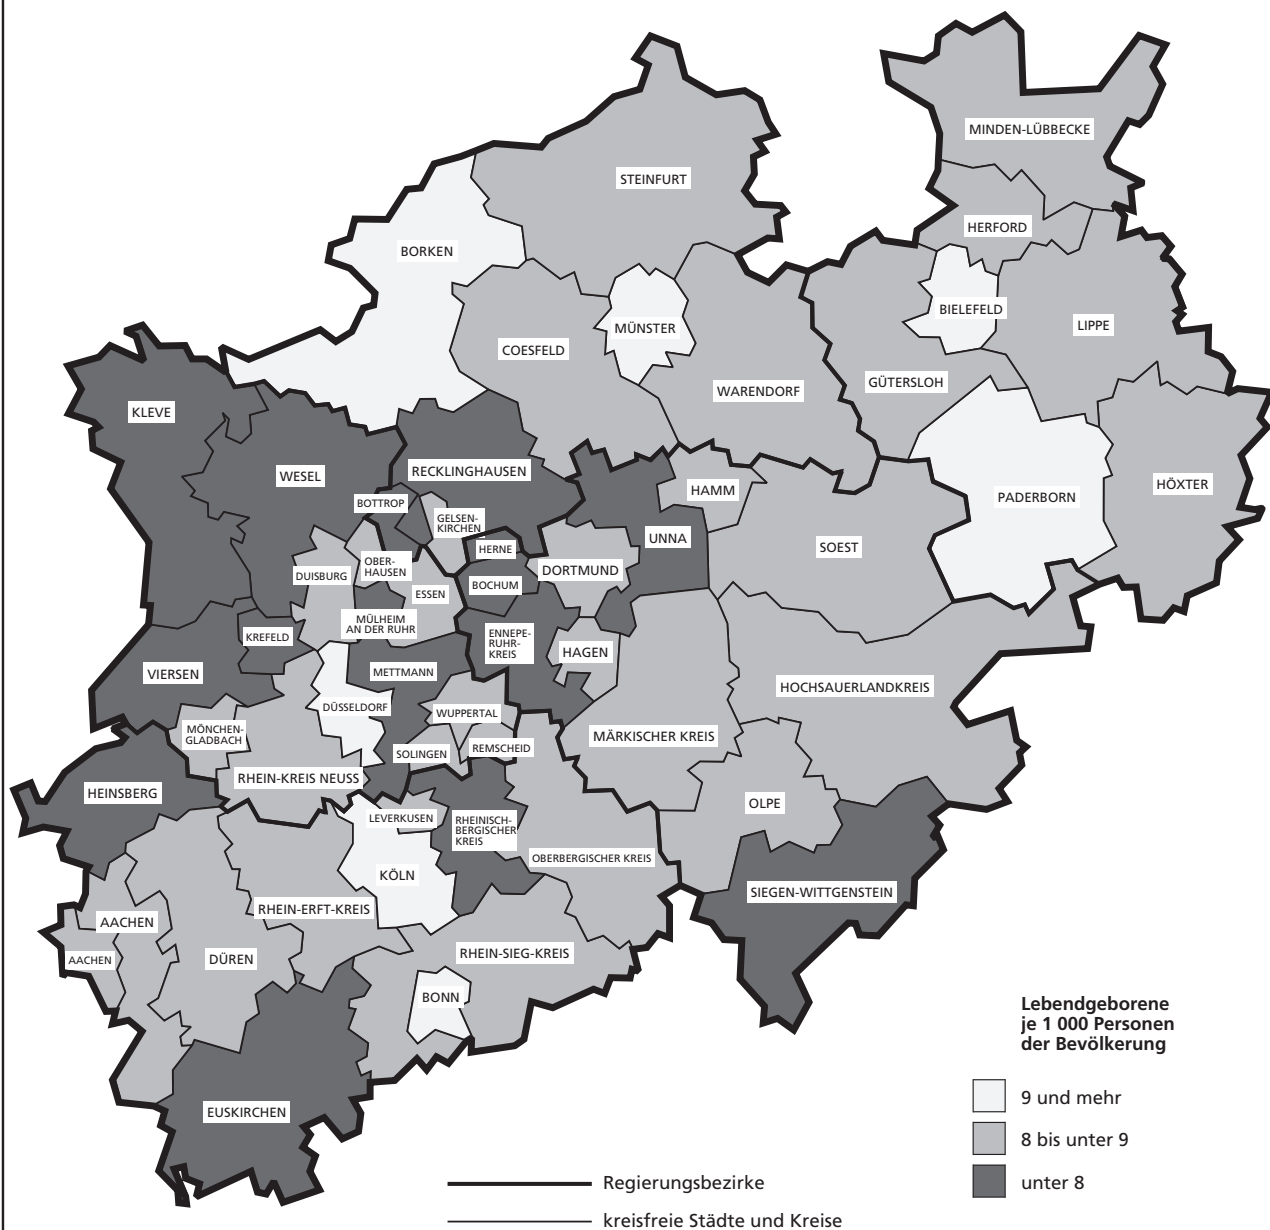 MINDEN-LÜBBECKE
STEINFURT
HERFORD
BORKEN
BIELEFELD
MÜNSTER
LIPPE
COESFELD
GÜTERSLOH
WARENDORF
KLEVE
RECKLINGHAUSEN
WESEL
HÖXTER
HAMM
PADERBORN
BOTTROP
GELSEN-
KIRCHEN
UNNA
SOEST
HERNE
OBER-
HAUSEN
DORTMUND
DUISBURG
BOCHUM
ESSEN
MÜLHEIM
AN DER RUHR
KREFELD
ENNEPE-
RUHR-
KREIS
HAGEN
METTMANN
VIERSEN
HOCHSAUERLANDKREIS
DÜSSELDORF
WUPPERTAL
MÖNCHEN-
GLADBACH
MÄRKISCHER KREIS
REMSCHEID
SOLINGEN
RHEIN-KREIS NEUSS
HEINSBERG
OLPE
LEVERKUSEN
RHEINISCH-
BERGISCHER
KREIS
OBERBERGISCHER KREIS
KÖLN
SIEGEN-WITTGENSTEIN
RHEIN-ERFT-KREIS
AACHEN
RHEIN-SIEG-KREIS
AACHEN
DÜREN
BONN
EUSKIRCHEN
Lebendgeborene
je 1 000 Personen
der Bevölkerung
9 und mehr
8 bis unter 9
unter 8
Regierungsbezirke
kreisfreie Städte und Kreise